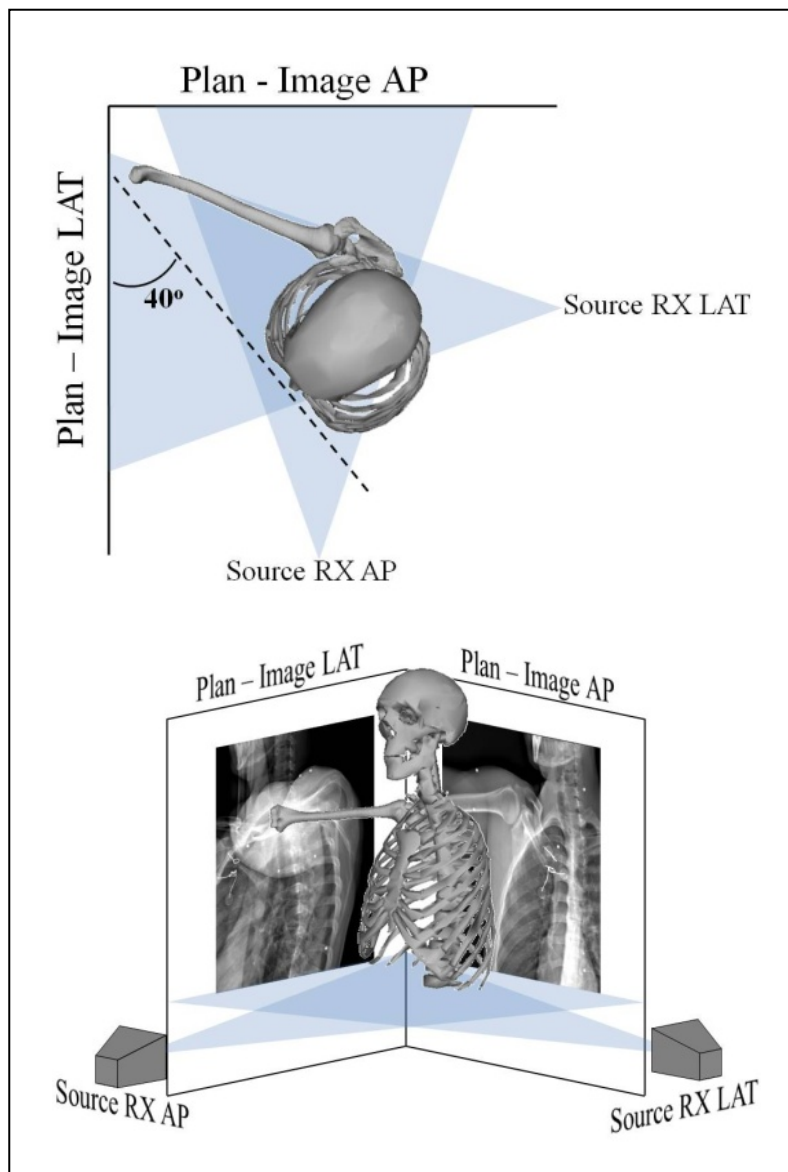 Plan - Image AP
Plan – Image LAT
40º
Source RX LAT
Source RX AP
Plan – Image LAT
Plan – Image AP
Source RX AP
Source RX LAT